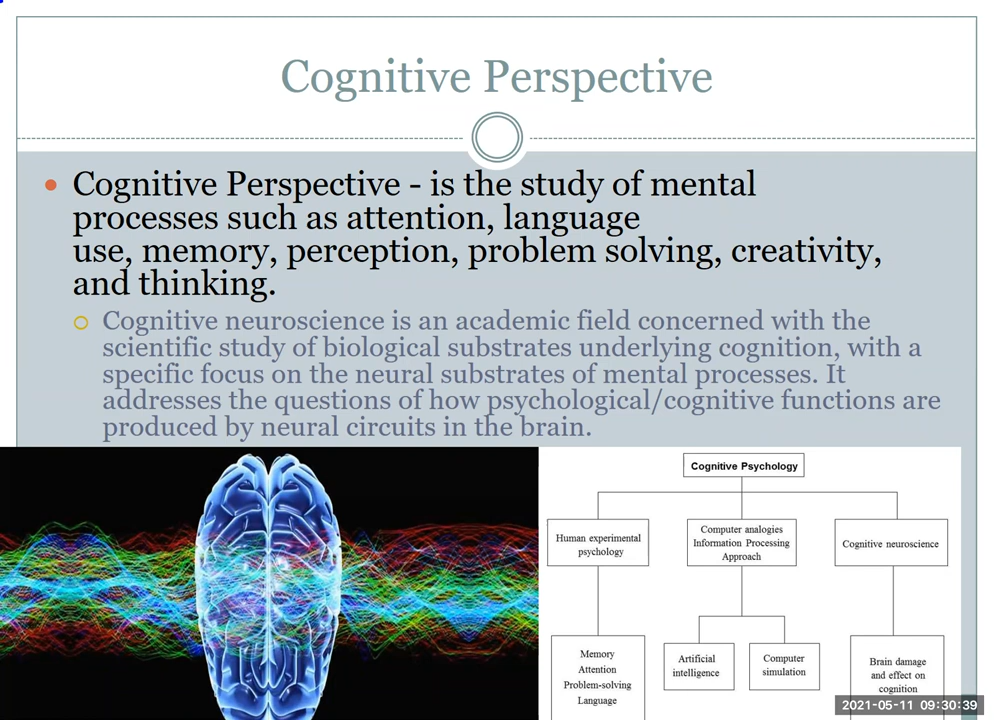 Cognitive Perspective
Cognitive Perspective - is the study of mental
processes such as attention, language
use, memory, perception, problem solving, creativity,
and thinking.
Cognitive neuroscience is an academic field concerned with the
scientific study of biological substrates underlying cognition, with a
specific focus on the neural substrates of mental processes. It
addresses the questions of how psychological/cognitive functions are
produced by neural circuits in the brain.
Cognitive Psychology
Human experimental
psychology
Computer analogies
Information Processing
Approach
Cognitive neuroscience
Memory
Attention
Problem-solving
Language
Artificial
intelligence
Computer
simulation
Brain damage
and effect on
cognition
2021-05-11 09:30:39